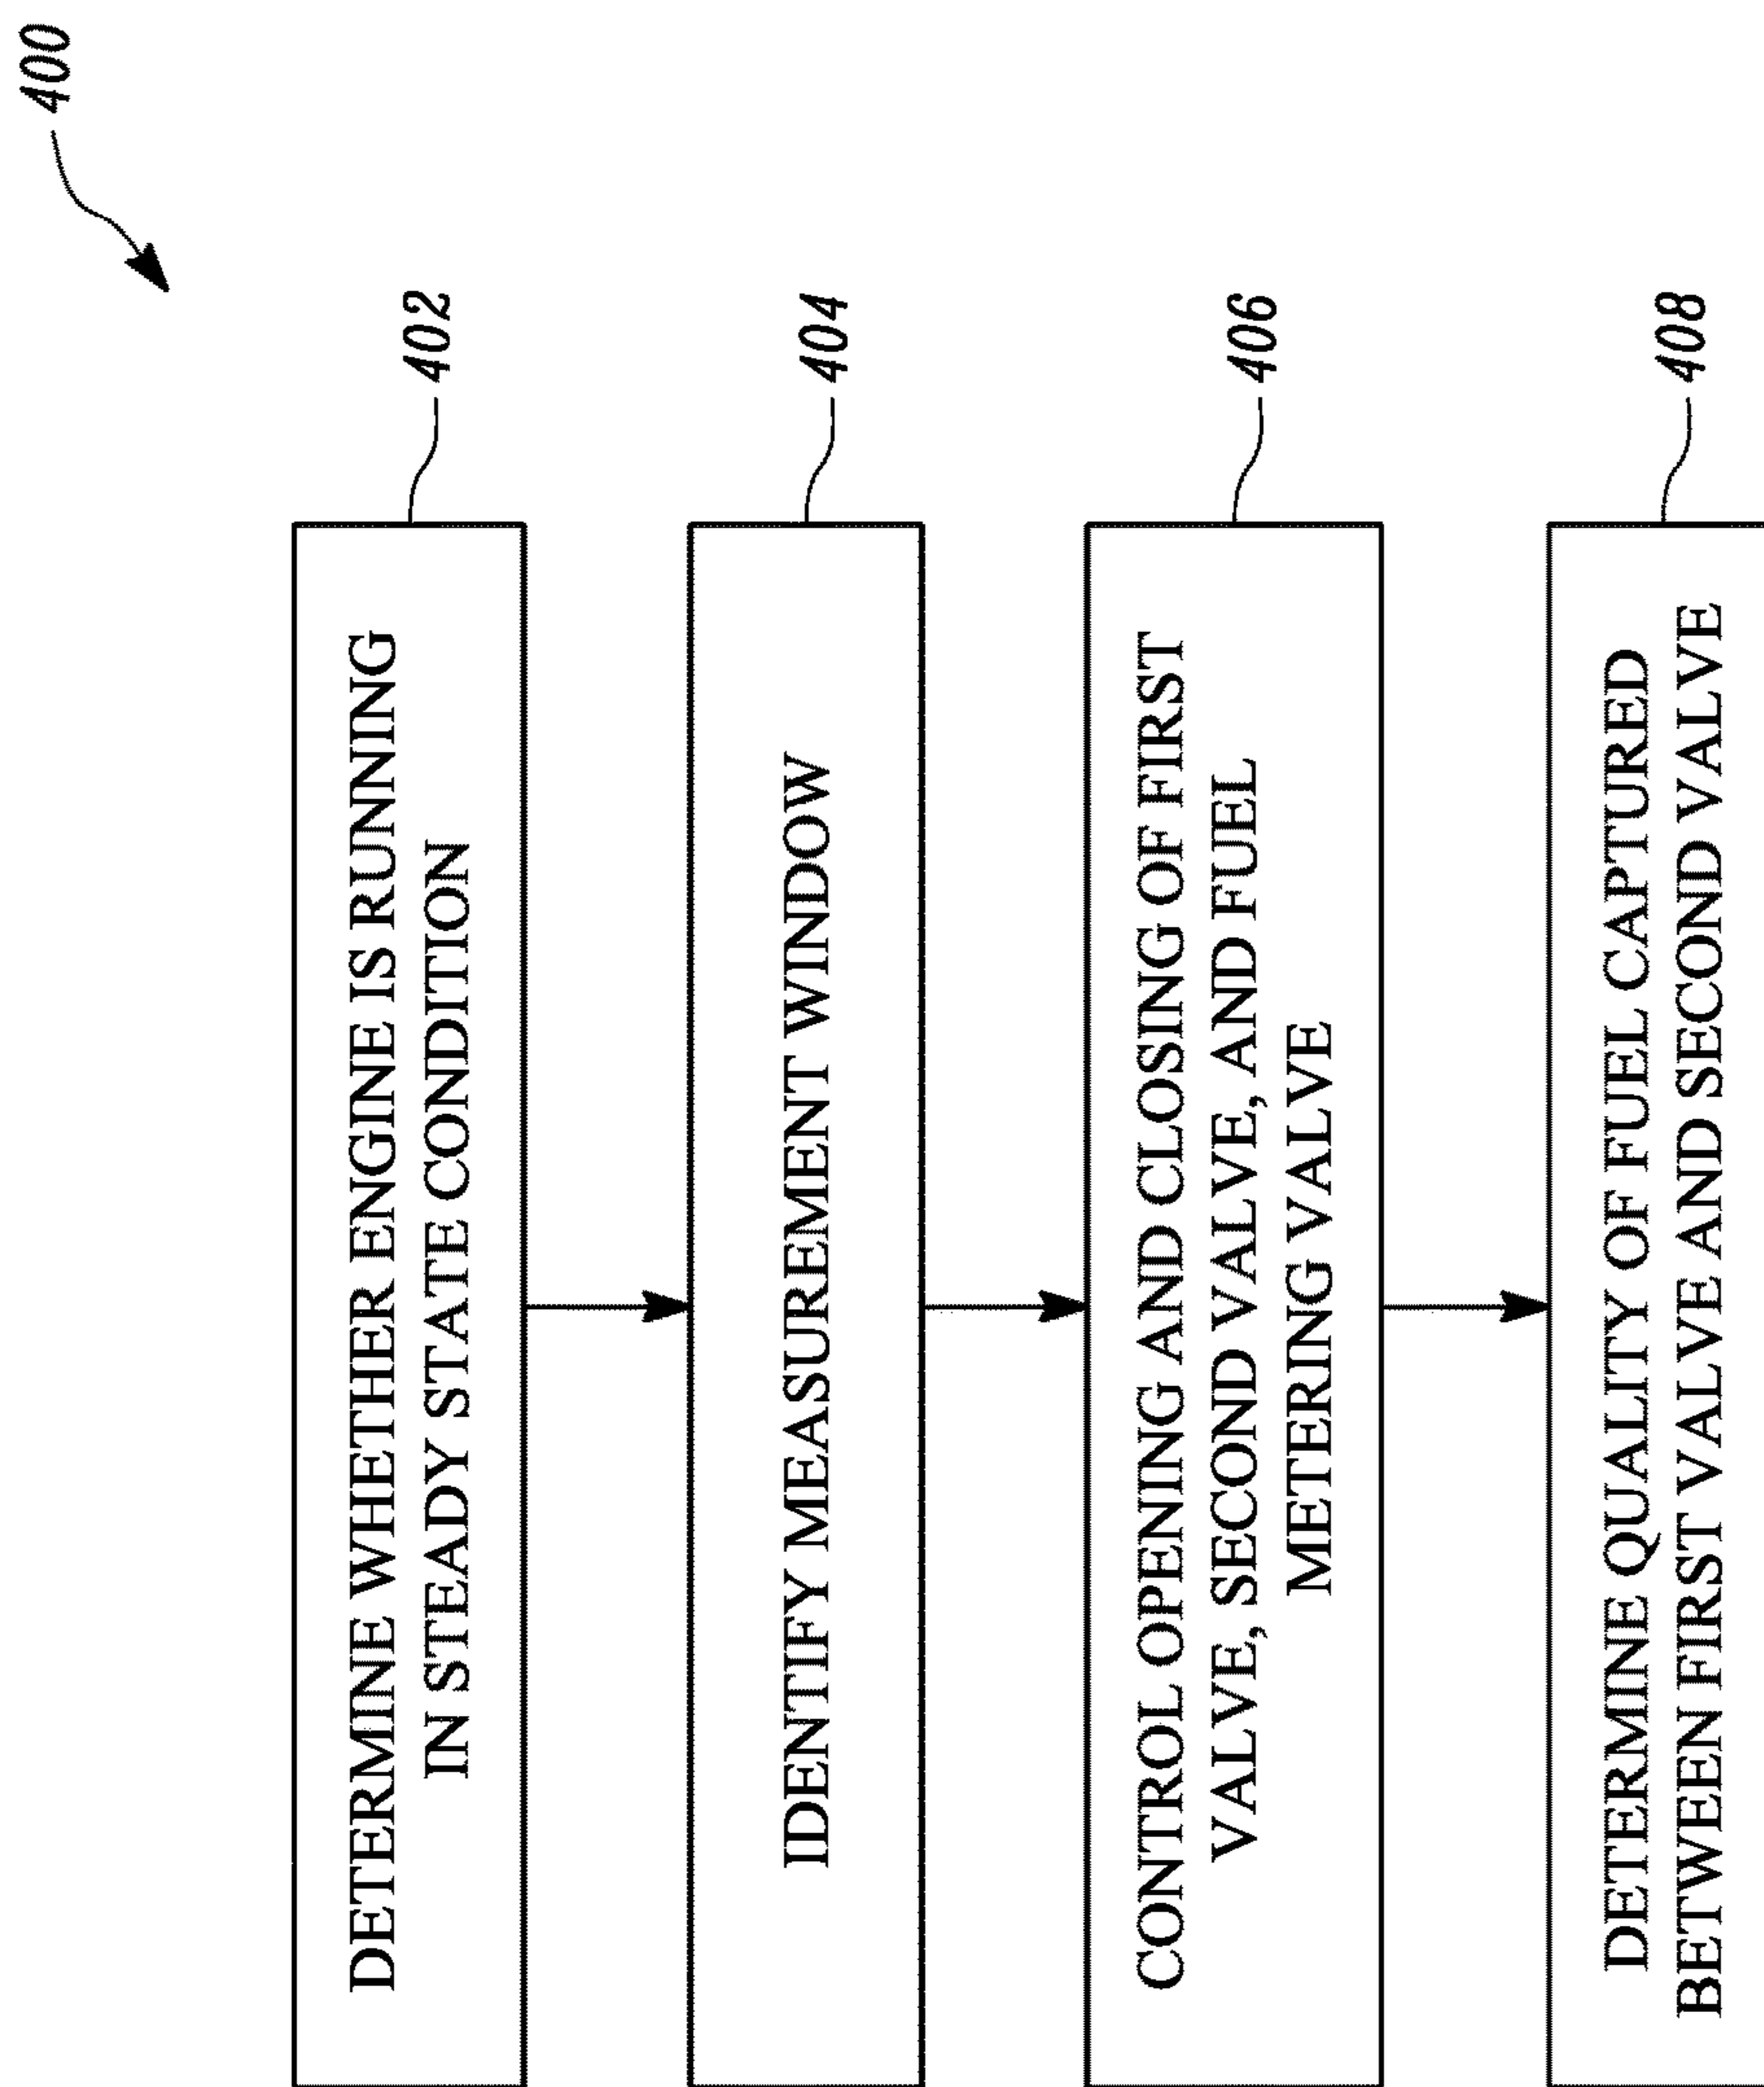 400
DETERMINE WHETHER ENGINE IS RUNNING
IN STEADY STATE CONDITION
402
IDENTIFY MEASUREMENT WINDOW
404
CONTROL OPENING AND CLOSING OF FIRST
VALVE, SECOND VALVE, AND FUEL
METERING VALVE
406
DETERMINE QUALITY OF FUEL CAPTURED
BETWEEN FIRST VALVE AND SECOND VALVE
408